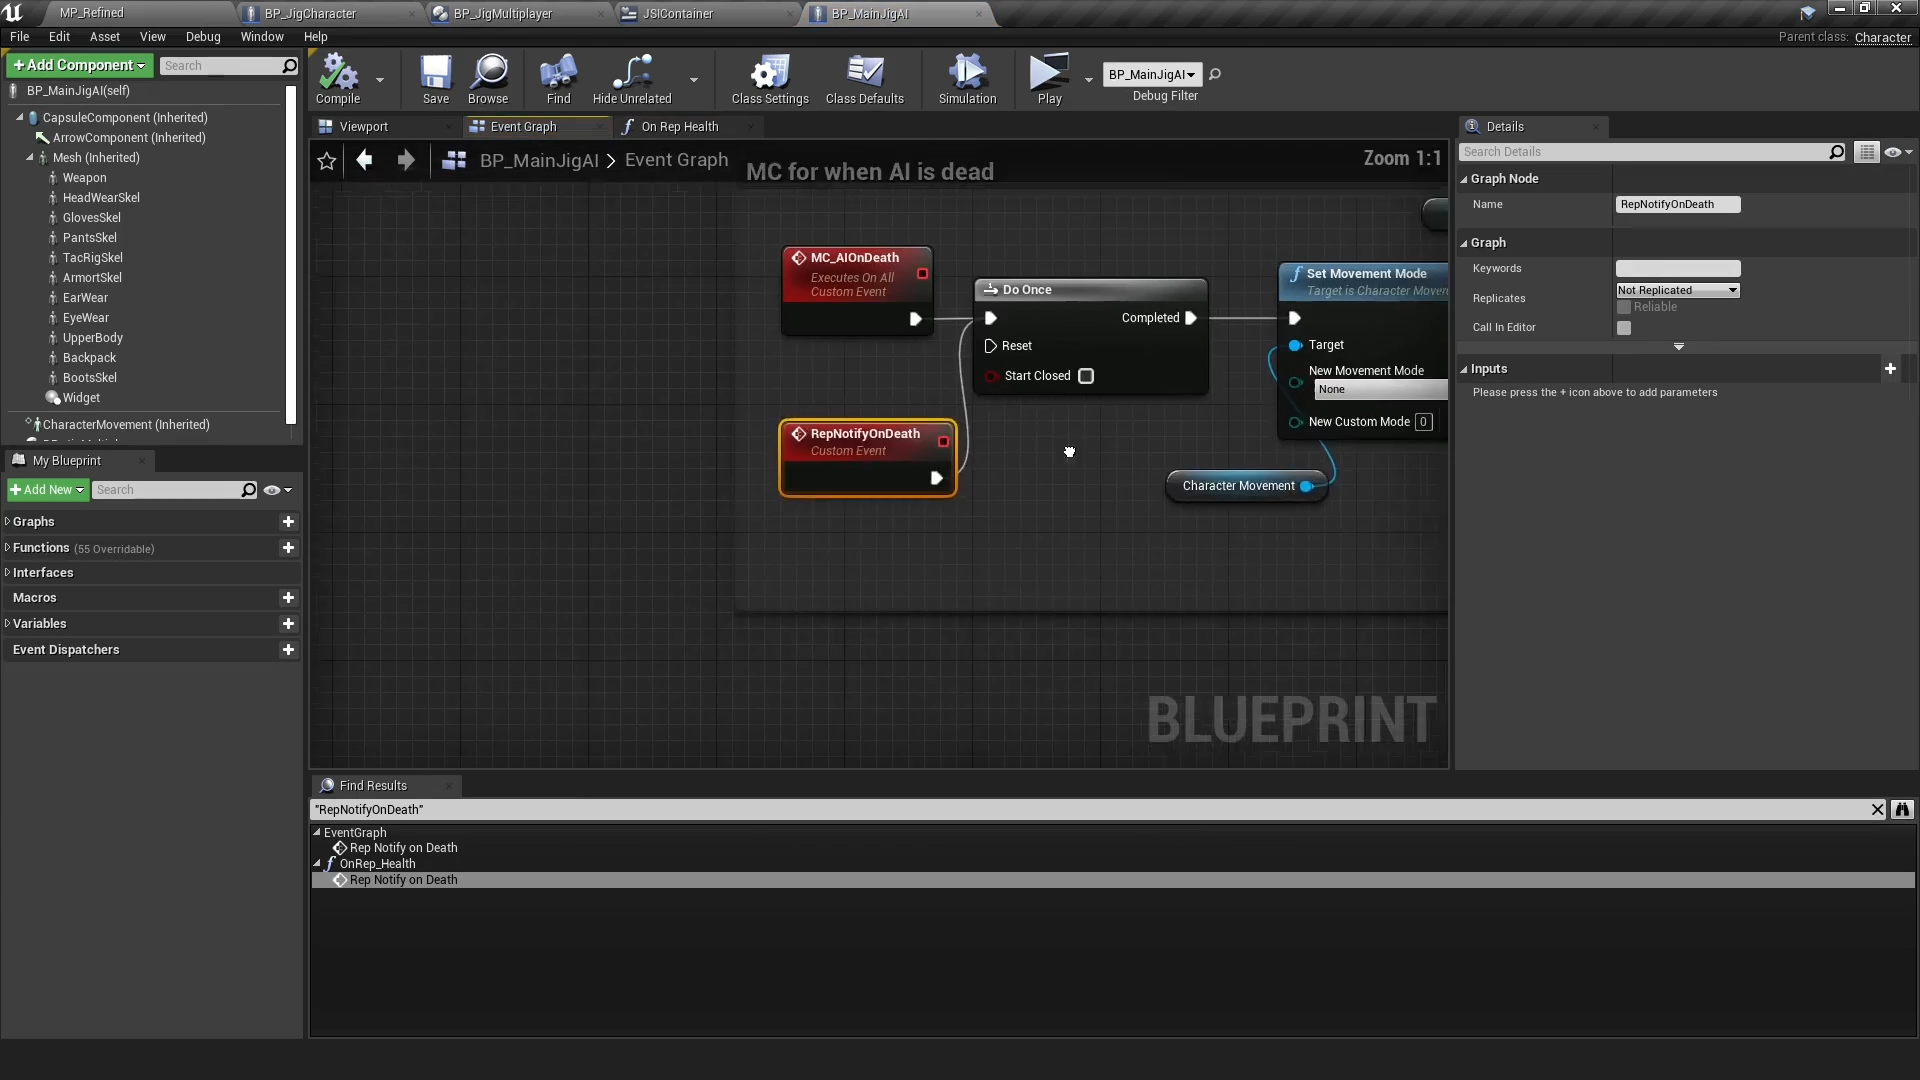 MP_Refined
BP_JigCharacter
BP_JigMultiplayer
JSIContainer
BP_MainJigAI
File Edit Asset View Debug Window Help
Parent class: Character
+ Add Component
Search
BP_MainJigAI(self)
CapsuleComponent (Inherited)
ArrowComponent (Inherited)
Mesh (Inherited)
Weapon
HeadWearSkel
GlovesSkel
PantsSkel
TacRigSkel
ArmortSkel
EarWear
EyeWear
UpperBody
Backpack
BootsSkel
Widget
CharacterMovement (Inherited)
My Blueprint
+ Add New
Search
Graphs
Functions (55 Overridable)
Interfaces
Macros
Variables
Event Dispatchers
Compile
Save
Browse
Find
Hide Unrelated
Class Settings
Class Defaults
Simulation
Play
BP_MainJigAI
Debug Filter
Viewport
Event Graph
On Rep Health
BP_MainJigAI > Event Graph
Zoom 1:1
MC for when AI is dead
MC_AIOnDeath
Executes On All
Custom Event
Do Once
Completed
Reset
Start Closed
Set Movement Mode
Target is Character Movem
Target
New Movement Mode
None
New Custom Mode 0
RepNotifyOnDeath
Custom Event
Character Movement
BLUEPRINT
Details
Search Details
Graph Node
Name RepNotifyOnDeath
Graph
Keywords
Replicates Not Replicated
Reliable
Call In Editor
Inputs
Please press the + icon above to add parameters
Find Results
"RepNotifyOnDeath"
EventGraph
Rep Notify on Death
OnRep_Health
Rep Notify on Death